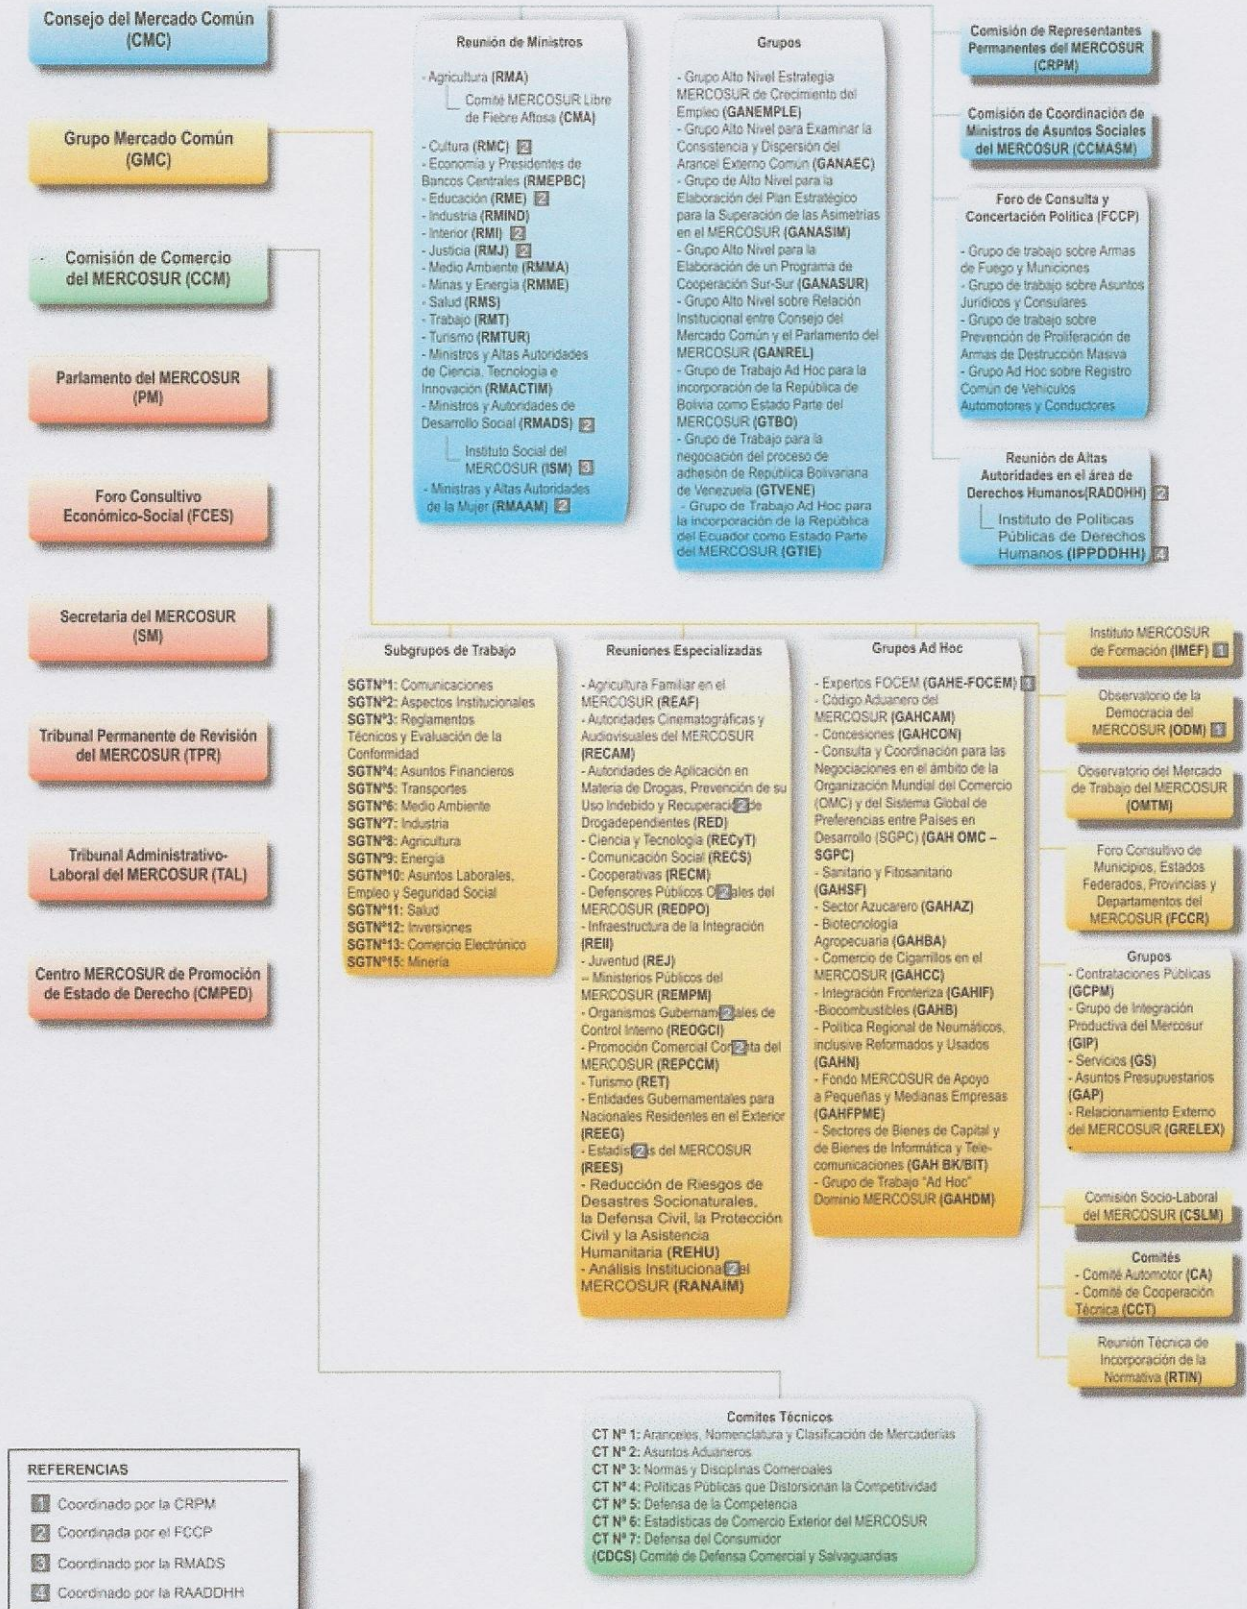 Consejo del Mercado Común
(CMC)
Grupo Mercado Común
(GMC)
Comisión de Comercio
del MERCOSUR (CCM)
Parlamento del MERCOSUR
(PM)
Foro Consultivo
Económico-Social (FCES)
Secretaria del MERCOSUR
(SM)
Tribunal Permanente de Revisión
del MERCOSUR (TPR)
Tribunal Administrativo-
Laboral del MERCOSUR (TAL)
Centro MERCOSUR de Promoción
de Estado de Derecho (CMPED)
Reunión de Ministros
- Agricultura (RMA)
Comité MERCOSUR Libre
de Fiebre Aftosa (CMA)
- Cultura (RMC) 2
- Economía y Presidentes de
Bancos Centrales (RMEPBC)
- Educación (RME) 2
- Industria (RMIND)
- Interior (RMI) 2
- Justicia (RMJ) 2
- Medio Ambiente (RMMA)
- Minas y Energía (RMME)
- Salud (RMS)
- Trabajo (RMT)
- Turismo (RMTUR)
- Ministros y Altas Autoridades
de Ciencia, Tecnología e
Innovación (RMACTIM)
- Ministros y Autoridades de
Desarrollo Social (RMADS) 2
Instituto Social del
MERCOSUR (ISM) 3
- Ministras y Altas Autoridades
de la Mujer (RMAAM) 2
Grupos
- Grupo Alto Nivel Estrategia
MERCOSUR de Crecimiento del
Empleo (GANEMPLE)
- Grupo Alto Nivel para Examinar la
Consistencia y Dispersión del
Arancel Externo Común (GANAEC)
- Grupo de Alto Nivel para la
Elaboración del Plan Estratégico
para la Superación de las Asimetrías
en el MERCOSUR (GANASIM)
- Grupo Alto Nivel para la
Elaboración de un Programa de
Cooperación Sur-Sur (GANASUR)
- Grupo Alto Nivel sobre Relación
Institucional entre Consejo del
Mercado Común y el Parlamento del
MERCOSUR (GANREL)
- Grupo de Trabajo Ad Hoc para la
incorporación de la República de
Bolivia como Estado Parte del
MERCOSUR (GTBO)
- Grupo de Trabajo para la
negociación del proceso de
adhesión de República Bolivariana
de Venezuela (GTVENE)
- Grupo de Trabajo Ad Hoc para
la incorporación de la República
del Ecuador como Estado Parte
del MERCOSUR (GTIE)
Comisión de Representantes
Permanentes del MERCOSUR
(CRPM)
Comisión de Coordinación de
Ministros de Asuntos Sociales
del MERCOSUR (CCMASM)
Foro de Consulta y
Concertación Política (FCCP)
- Grupo de trabajo sobre Armas
de Fuego y Municiones
- Grupo de trabajo sobre Asuntos
Jurídicos y Consulares
- Grupo de trabajo sobre
Prevención de Proliferación de
Armas de Destrucción Masiva
- Grupo Ad Hoc sobre Registro
Común de Vehículos
Automotores y Conductores
Reunión de Altas
Autoridades en el área de
Derechos Humanos(RADDHH) 2
Instituto de Políticas
Públicas de Derechos
Humanos (IPPDDHH) 4
Subgrupos de Trabajo
SGTNº1: Comunicaciones
SGTNº2: Aspectos Institucionales
SGTNº3: Reglamentos
Técnicos y Evaluación de la
Conformidad
SGTNº4: Asuntos Financieros
SGTNº5: Transportes
SGTNº6: Medio Ambiente
SGTNº7: Industria
SGTNº8: Agricultura
SGTNº9: Energía
SGTNº10: Asuntos Laborales,
Empleo y Seguridad Social
SGTNº11: Salud
SGTNº12: Inversiones
SGTNº13: Comercio Electrónico
SGTNº15: Minería
Reuniones Especializadas
- Agricultura Familiar en el
MERCOSUR (REAF)
- Autoridades Cinematográficas y
Audiovisuales del MERCOSUR
(RECAM)
- Autoridades de Aplicación en
Materia de Drogas, Prevención de su
Uso Indebido y Recuperació 2 de
Drogadependientes (RED)
- Ciencia y Tecnología (RECyT)
- Comunicación Social (RECS)
- Cooperativas (RECM)
- Defensores Públicos O 2 ales del
MERCOSUR (REDPO)
- Infraestructura de la Integración
(REII)
- Juventud (REJ)
– Ministerios Públicos del
MERCOSUR (REMPM)
- Organismos Gubernam 2 ales de
Control Interno (REOGCI)
- Promoción Comercial Con 2 ta del
MERCOSUR (REPCCM)
- Turismo (RET)
- Entidades Gubernamentales para
Nacionales Residentes en el Exterior
(REEG)
- Estadís 2 s del MERCOSUR
(REES)
- Reducción de Riesgos de
Desastres Socionaturales,
la Defensa Civil, la Protección
Civil y la Asistencia
Humanitaria (REHU)
- Análisis Institucional 2 el
MERCOSUR (RANAIM)
Grupos Ad Hoc
- Expertos FOCEM (GAHE-FOCEM)
- Código Aduanero del
MERCOSUR (GAHCAM)
- Concesiones (GAHCON)
- Consulta y Coordinación para las
Negociaciones en el ámbito de la
Organización Mundial del Comercio
(OMC) y del Sistema Global de
Preferencias entre Países en
Desarrollo (SGPC) (GAH OMC –
SGPC)
- Sanitario y Fitosanitario
(GAHSF)
- Sector Azucarero (GAHAZ)
- Biotecnología
Agropecuaria (GAHBA)
- Comercio de Cigarrillos en el
MERCOSUR (GAHCC)
- Integración Fronteriza (GAHIF)
-Biocombustibles (GAHB)
- Política Regional de Neumáticos,
inclusive Reformados y Usados
(GAHN)
- Fondo MERCOSUR de Apoyo
a Pequeñas y Medianas Empresas
(GAHFPME)
- Sectores de Bienes de Capital y
de Bienes de Informática y Tele-
comunicaciones (GAH BK/BIT)
- Grupo de Trabajo "Ad Hoc"
Dominio MERCOSUR (GAHDM)
Instituto MERCOSUR
de Formación (IMEF) 1
Observatorio de la
Democracia del
MERCOSUR (ODM) 1
Observatorio del Mercado
de Trabajo del MERCOSUR
(OMTM)
Foro Consultivo de
Municipios, Estados
Federados, Provincias y
Departamentos del
MERCOSUR (FCCR)
Grupos
- Contrataciones Públicas
(GCPM)
- Grupo de Integración
Productiva del Mercosur
(GIP)
- Servicios (GS)
- Asuntos Presupuestarios
(GAP)
- Relacionamiento Externo
del MERCOSUR (GRELEX)
Comisión Socio-Laboral
del MERCOSUR (CSLM)
Comités
- Comité Automotor (CA)
- Comité de Cooperación
Técnica (CCT)
Reunión Técnica de
Incorporación de la
Normativa (RTIN)
Comites Técnicos
CT Nº 1: Aranceles, Nomenclatura y Clasificación de Mercaderías
CT Nº 2: Asuntos Aduaneros
CT Nº 3: Normas y Disciplinas Comerciales
CT Nº 4: Políticas Públicas que Distorsionan la Competitividad
CT Nº 5: Defensa de la Competencia
CT Nº 6: Estadísticas de Comercio Exterior del MERCOSUR
CT Nº 7: Defensa del Consumidor
(CDCS) Comité de Defensa Comercial y Salvaguardias
REFERENCIAS
1 Coordinado por la CRPM
2 Coordinada por el FCCP
3 Coordinado por la RMADS
4 Coordinado por la RAADDHH